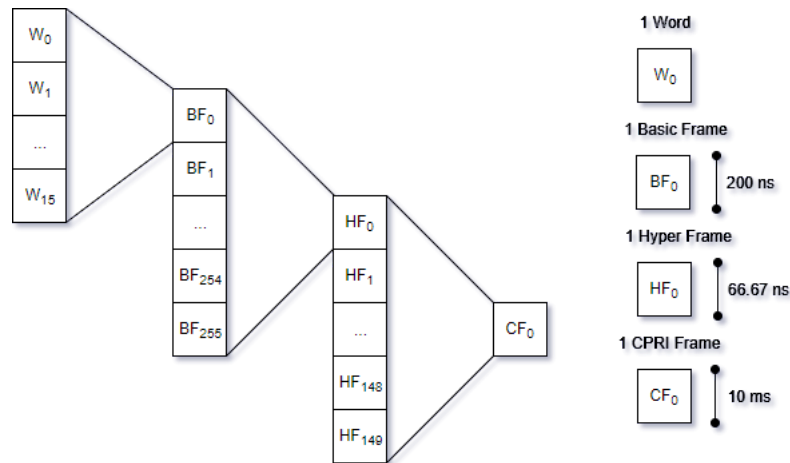 W0
W1
...
W15
BF0
BF1
...
BF254
BF255
HF0
HF1
...
HF148
HF149
CF0
1 Word
W0
1 Basic Frame
BF0
200 ns
1 Hyper Frame
HF0
66.67 ns
1 CPRI Frame
CF0
10 ms